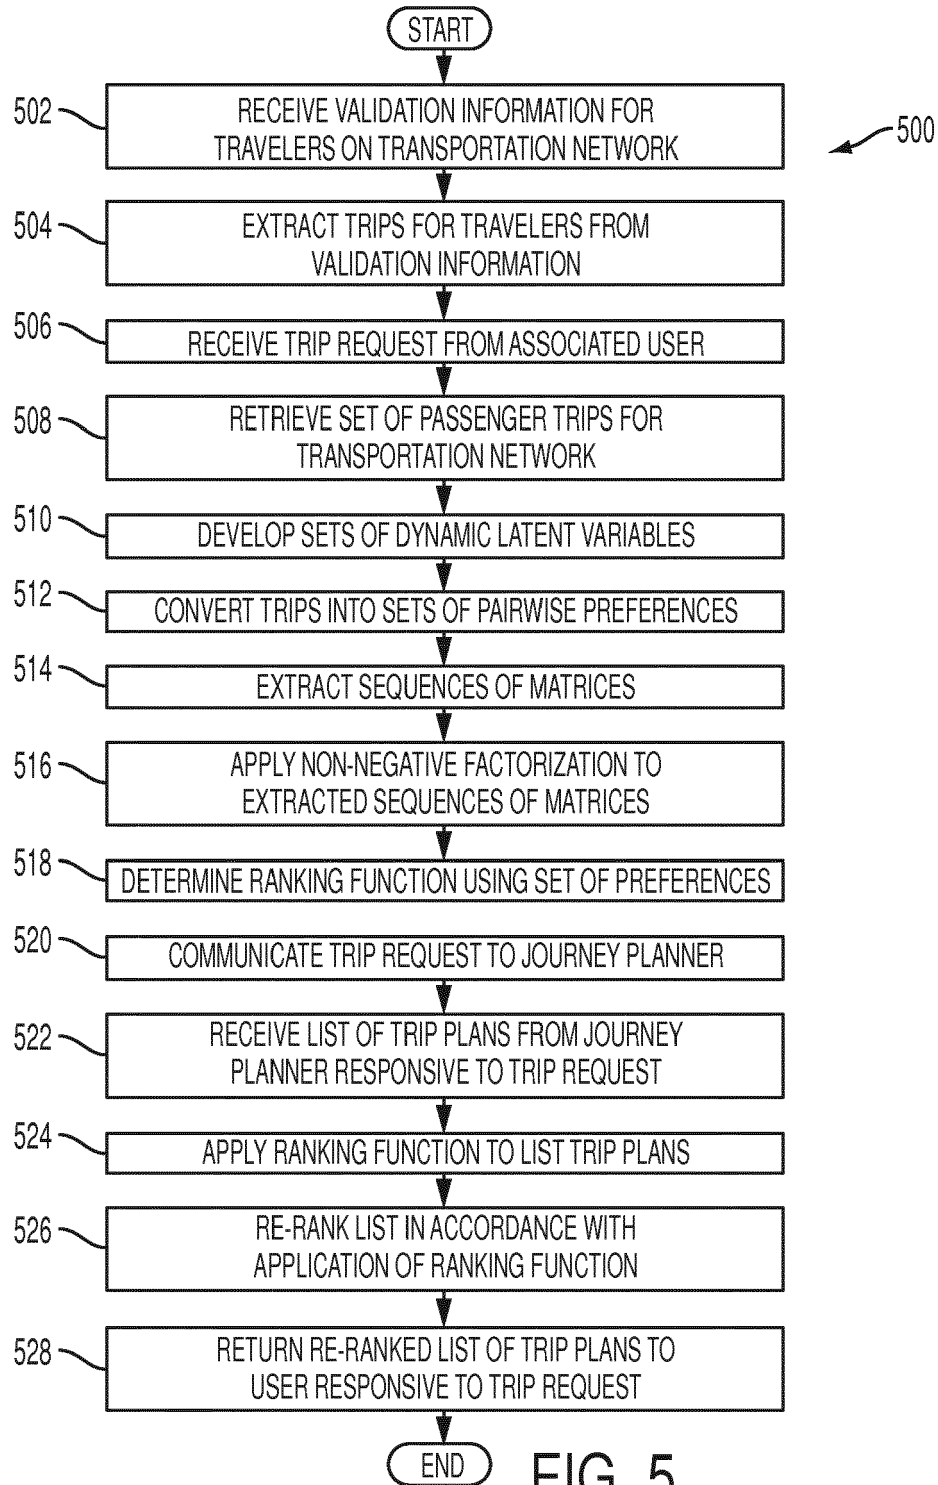 START
502
RECEIVE VALIDATION INFORMATION FOR
TRAVELERS ON TRANSPORTATION NETWORK
500
504
EXTRACT TRIPS FOR TRAVELERS FROM
VALIDATION INFORMATION
506
RECEIVE TRIP REQUEST FROM ASSOCIATED USER
508
RETRIEVE SET OF PASSENGER TRIPS FOR
TRANSPORTATION NETWORK
510
DEVELOP SETS OF DYNAMIC LATENT VARIABLES
512
CONVERT TRIPS INTO SETS OF PAIRWISE PREFERENCES
514
EXTRACT SEQUENCES OF MATRICES
516
APPLY NON-NEGATIVE FACTORIZATION TO
EXTRACTED SEQUENCES OF MATRICES
518
DETERMINE RANKING FUNCTION USING SET OF PREFERENCES
520
COMMUNICATE TRIP REQUEST TO JOURNEY PLANNER
522
RECEIVE LIST OF TRIP PLANS FROM JOURNEY
PLANNER RESPONSIVE TO TRIP REQUEST
524
APPLY RANKING FUNCTION TO LIST TRIP PLANS
526
RE-RANK LIST IN ACCORDANCE WITH
APPLICATION OF RANKING FUNCTION
528
RETURN RE-RANKED LIST OF TRIP PLANS TO
USER RESPONSIVE TO TRIP REQUEST
END
FIG. 5